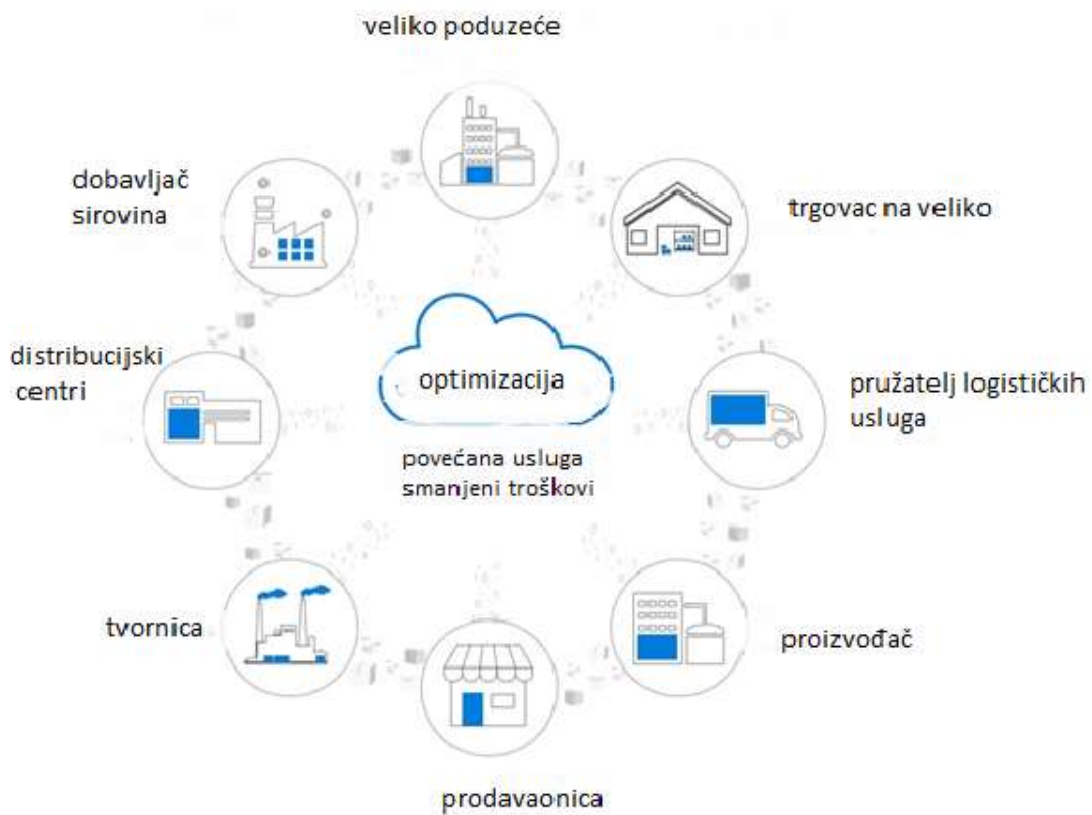 veliko poduzeće
dobavljač
sirovina
trgovac na veliko
distribucijski
centri
optimizacija
pružatelj logističkih
usluga
povećana usluga
smanjeni troškovi
tvornica
proizvođač
prodavaonica